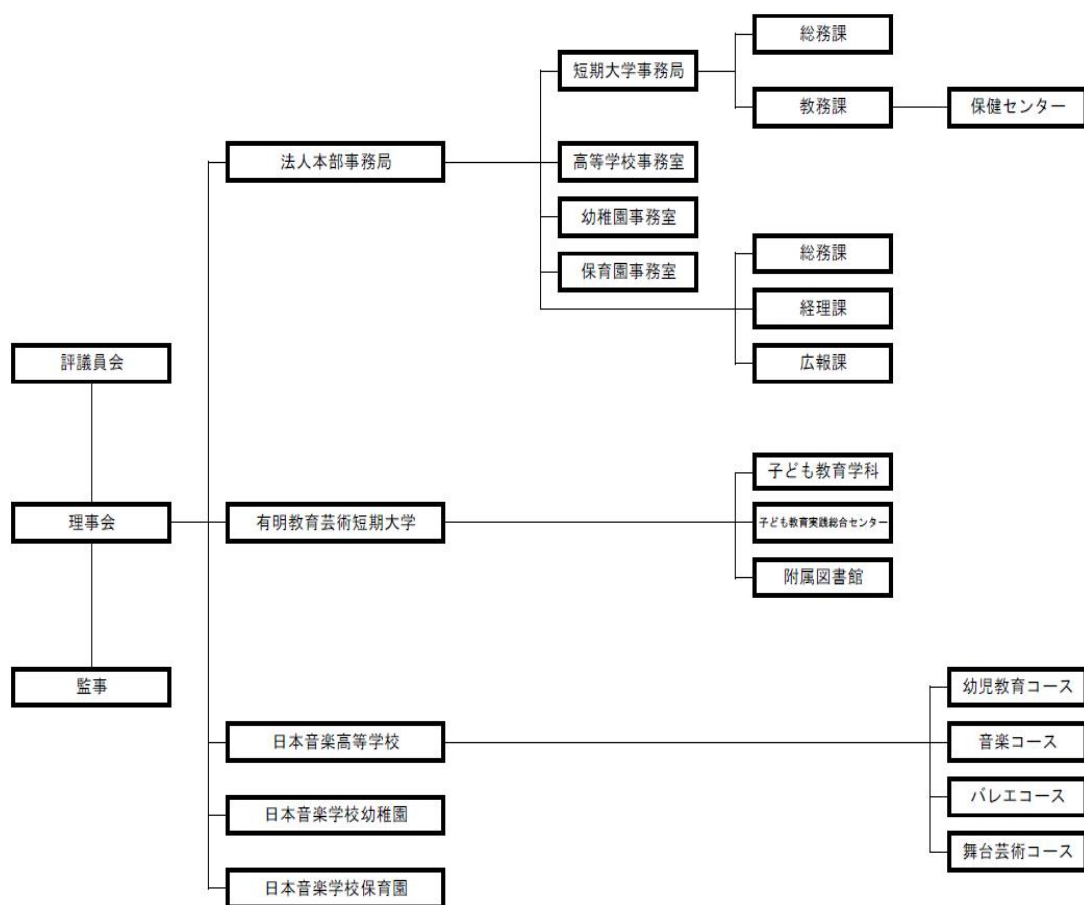 総務課
短期大学事務局
教務課
保健センター
法人本部事務局
高等学校事務室
幼稚園事務室
保育園事務室
総務課
経理課
広報課
評議員会
理事会
有明教育芸術短期大学
子ども教育学科
子ども教育実践総合センター
附属図書館
監事
日本音楽高等学校
幼児教育コース
音楽コース
バレエコース
舞台芸術コース
日本音楽学校幼稚園
日本音楽学校保育園